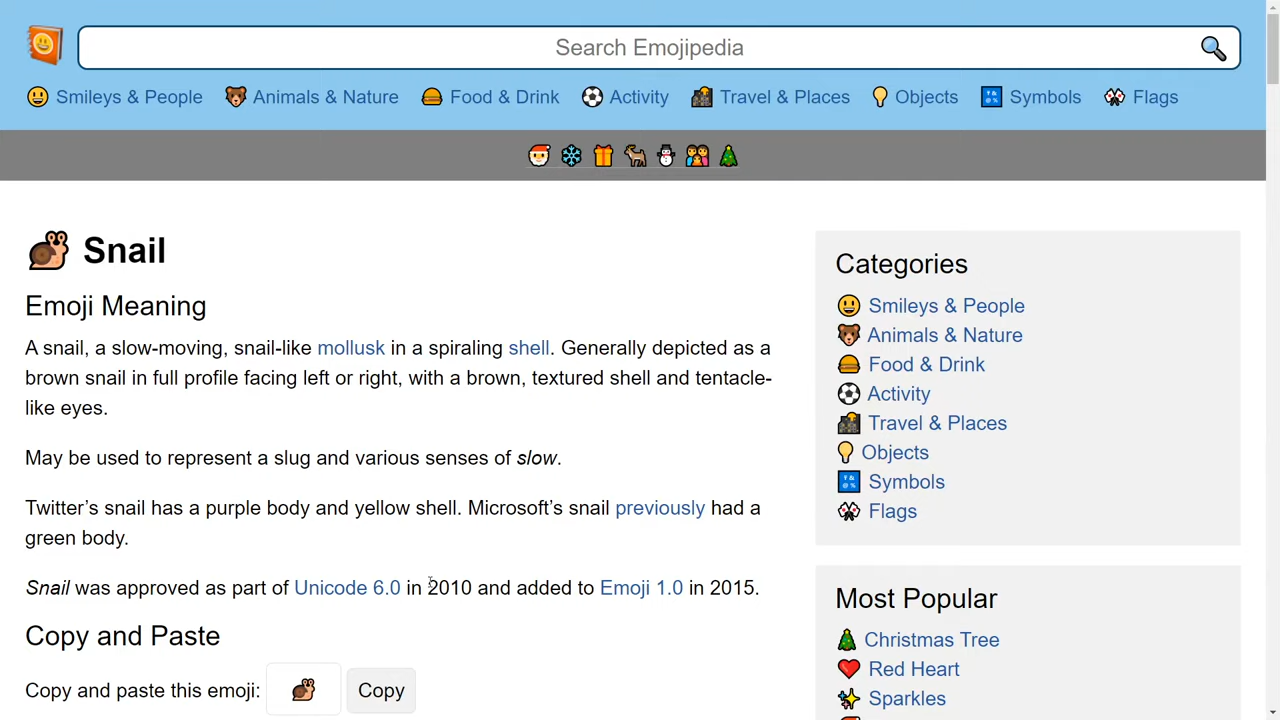 Search Emojipedia
Smileys & People Animals & Nature Food & Drink Activity Travel & Places Objects Symbols Flags
Snail
Emoji Meaning
A snail, a slow-moving, snail-like mollusk in a spiraling shell. Generally depicted as a
brown snail in full profile facing left or right, with a brown, textured shell and tentacle-
like eyes.
May be used to represent a slug and various senses of slow.
Twitter’s snail has a purple body and yellow shell. Microsoft’s snail previously had a
green body.
Snail was approved as part of Unicode 6.0 in 2010 and added to Emoji 1.0 in 2015.
Copy and Paste
Copy and paste this emoji: Copy
Categories
Smileys & People
Animals & Nature
Food & Drink
Activity
Travel & Places
Objects
Symbols
Flags
Most Popular
Christmas Tree
Red Heart
Sparkles